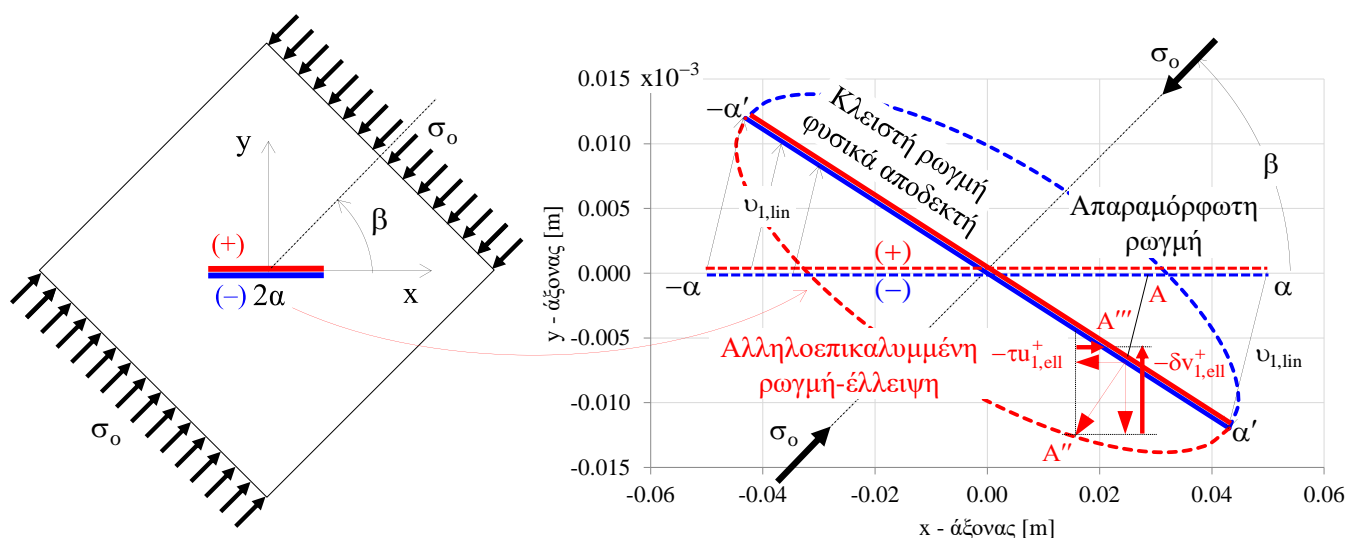 σₒ
y
β
(+)
(−)
2α
x
σₒ
0.015
x10⁻³
0.010
0.005
0.000
-0.005
-0.010
-0.015
y - άξονας [m]
-0.06
-0.04
-0.02
0.00
0.02
0.04
0.06
x - άξονας [m]
σₒ
−α′
Κλειστή ρωγμή
φυσικά αποδεκτή
β
Απαραμόρφωτη
ρωγμή
υ₁,lin
(+)
−α
(−)
A
α
A‴
Αλληλοεπικαλυμμένη
ρωγμή-έλλειψη
−τu⁺₁,ell
−δv⁺₁,ell
υ₁,lin
σₒ
A″
α′